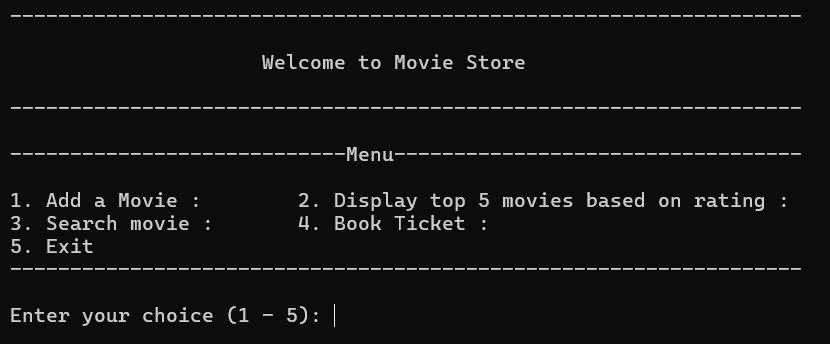 ------------------------------------------------------------------
Welcome to Movie Store
------------------------------------------------------------------
----------------------------Menu----------------------------------
1. Add a Movie :        2. Display top 5 movies based on rating :
3. Search movie :       4. Book Ticket :
5. Exit
------------------------------------------------------------------
Enter your choice (1 - 5):